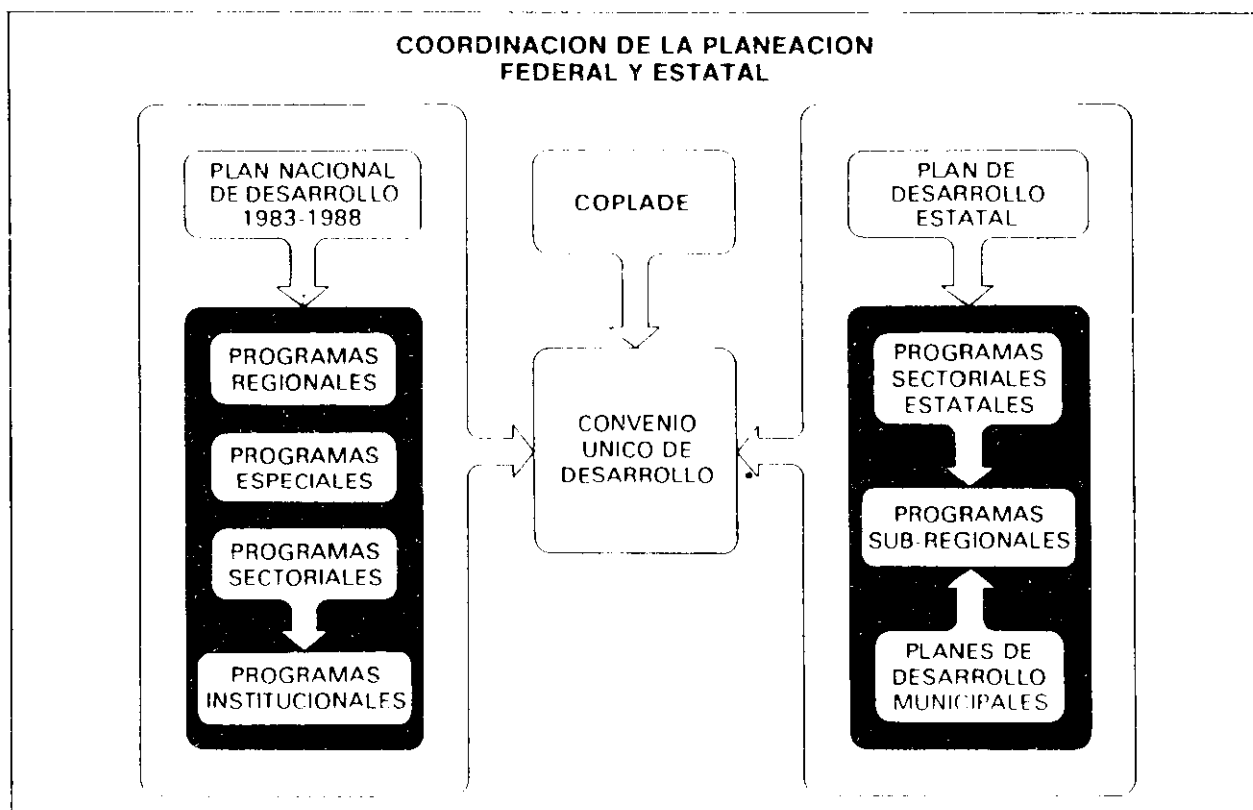 COORDINACION DE LA PLANEACION
FEDERAL Y ESTATAL
PLAN NACIONAL
DE DESARROLLO
1983-1988
PROGRAMAS
REGIONALES
PROGRAMAS
ESPECIALES
PROGRAMAS
SECTORIALES
PROGRAMAS
INSTITUCIONALES
COPLADE
CONVENIO
UNICO DE
DESARROLLO
PLAN DE
DESARROLLO
ESTATAL
PROGRAMAS
SECTORIALES
ESTATALES
PROGRAMAS
SUB-REGIONALES
PLANES DE
DESARROLLO
MUNICIPALES